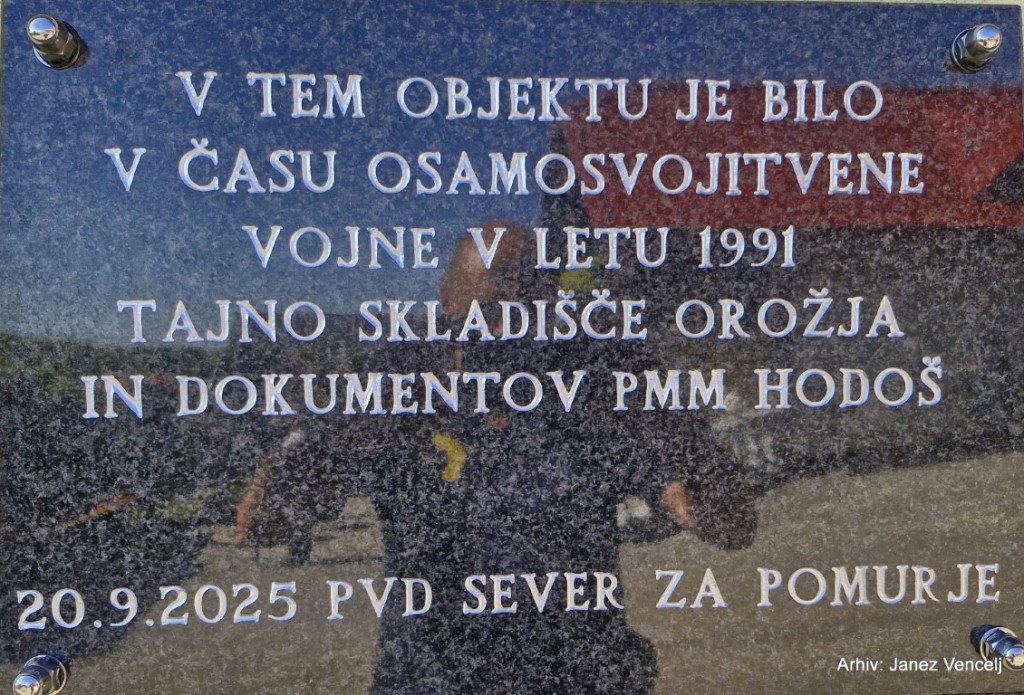 V TEM OBJEKTU JE BILO
V ČASU OSAMOSVOJITVENE
VOJNE V LETU 1991
TAJNO SKLADIŠČE OROŽJA
IN DOKUMENTOV PMM HODOŠ
20.9.2025 PVD SEVER ZA POMURJE
Arhiv: Janez Vencelj